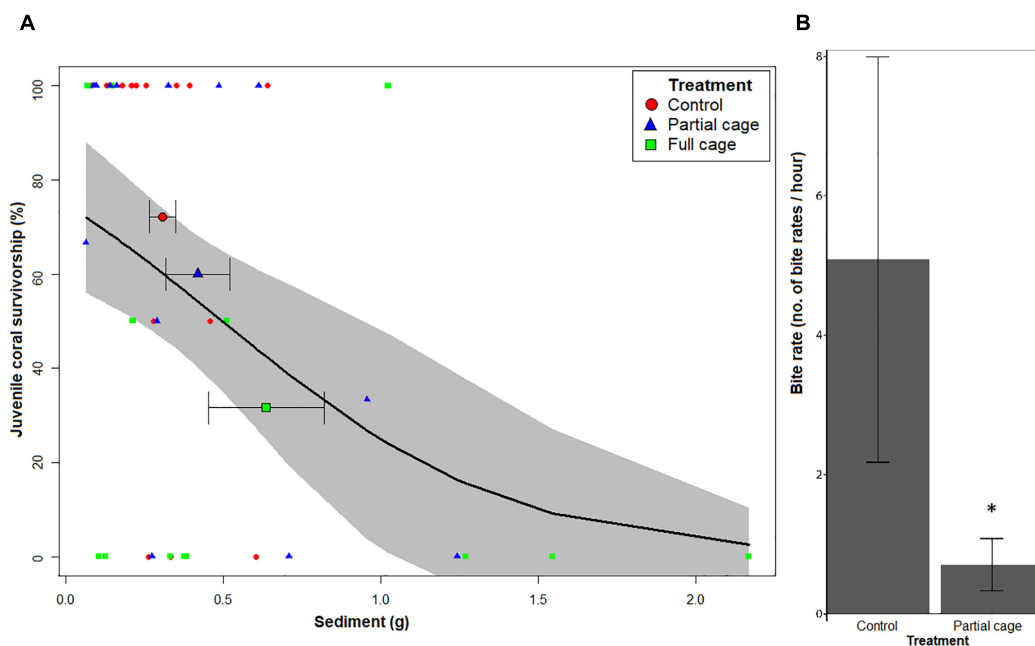 A
B
Juvenile coral survivorship (%)
100
80
60
40
20
0
Treatment
Control
Partial cage
Full cage
0.0 0.5 1.0 1.5 2.0
Sediment (g)
Bite rate (no. of bite rates / hour)
8
6
4
2
0
*
Control Partial cage
Treatment